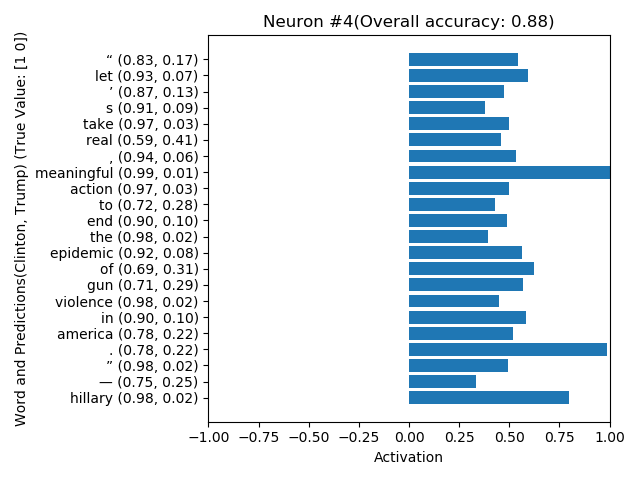 Neuron #4(Overall accuracy: 0.88)
Word and Predictions(Clinton, Trump) (True Value: [1 0])
“ (0.83, 0.17)
let (0.93, 0.07)
’ (0.87, 0.13)
s (0.91, 0.09)
take (0.97, 0.03)
real (0.59, 0.41)
, (0.94, 0.06)
meaningful (0.99, 0.01)
action (0.97, 0.03)
to (0.72, 0.28)
end (0.90, 0.10)
the (0.98, 0.02)
epidemic (0.92, 0.08)
of (0.69, 0.31)
gun (0.71, 0.29)
violence (0.98, 0.02)
in (0.90, 0.10)
america (0.78, 0.22)
. (0.78, 0.22)
” (0.98, 0.02)
— (0.75, 0.25)
hillary (0.98, 0.02)
−1.00 −0.75 −0.50 −0.25 0.00 0.25 0.50 0.75 1.00
Activation